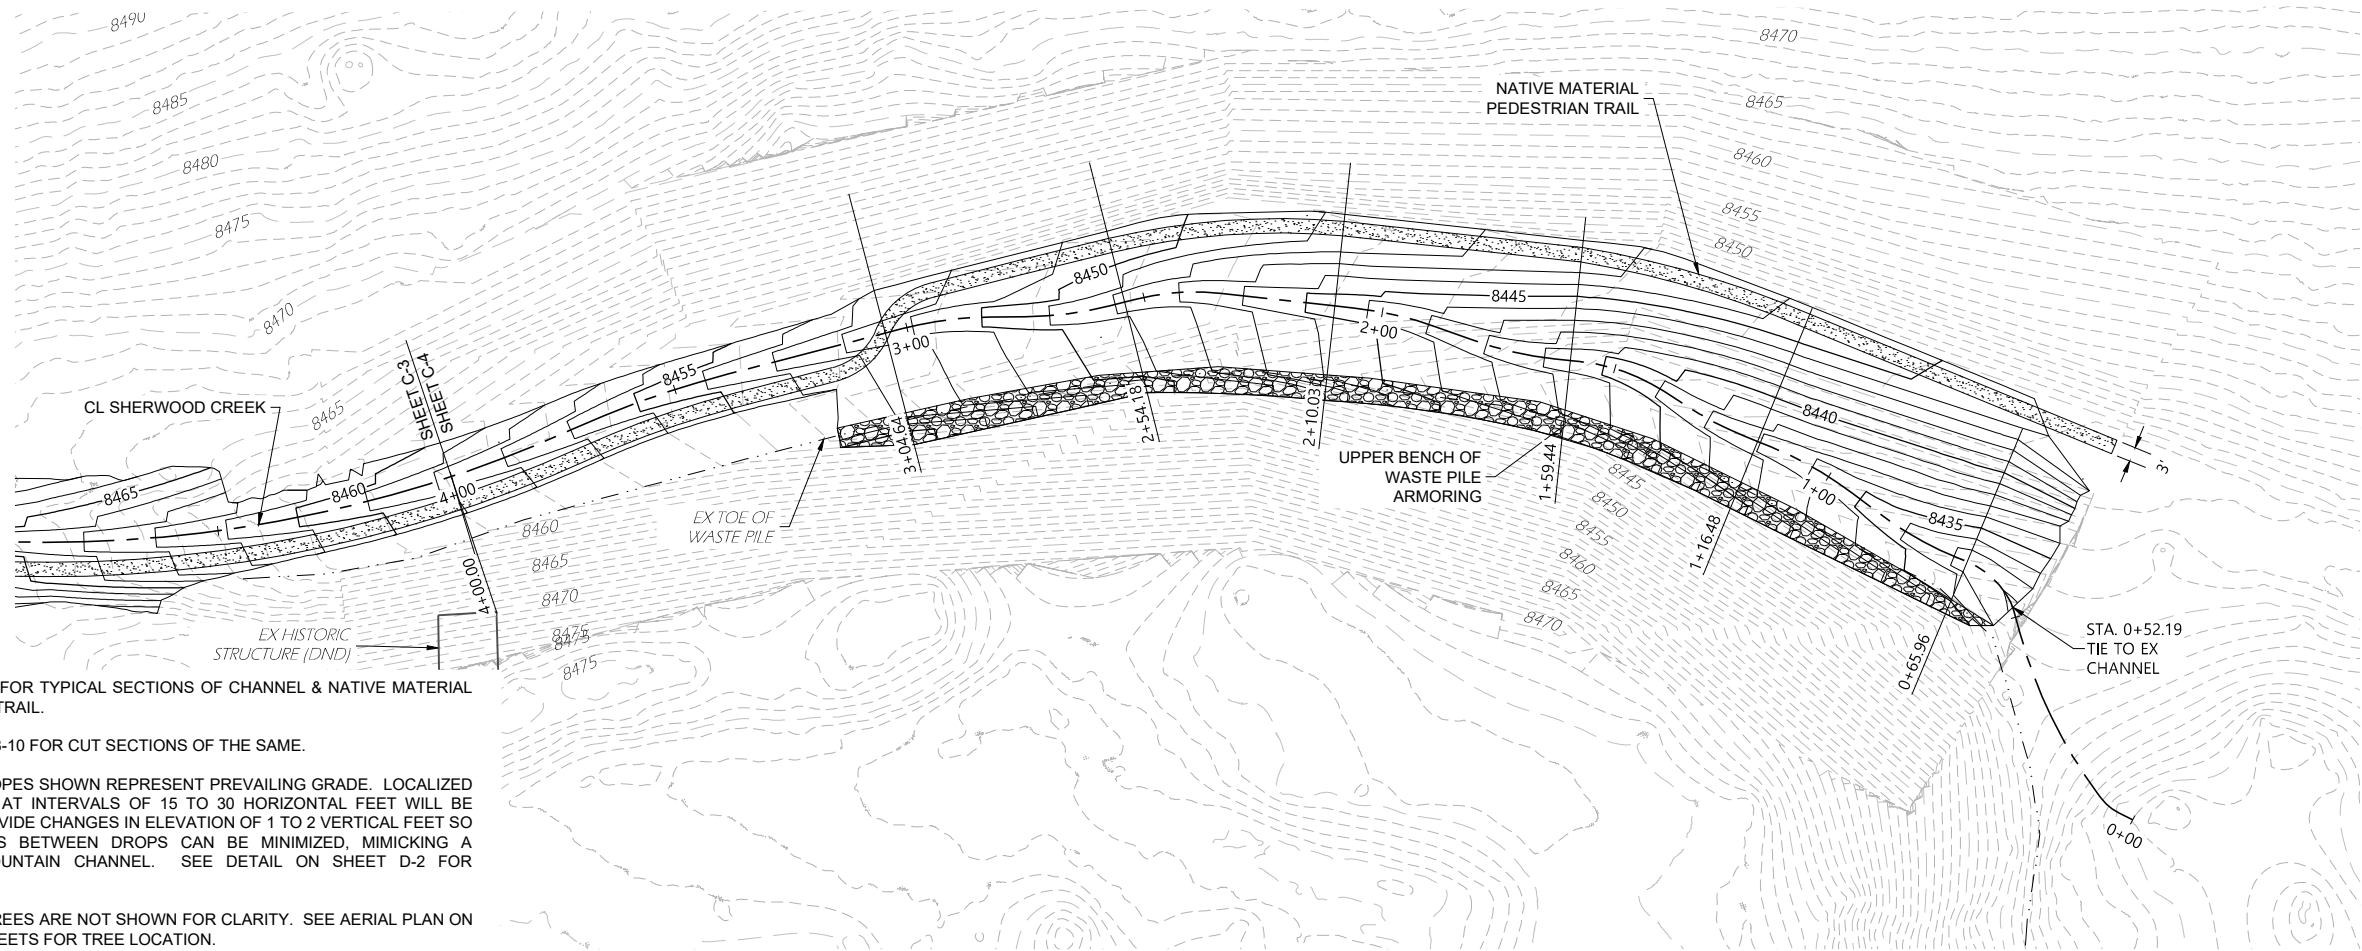 8490
8485
8480
8475
8470
8465
8470
8465
8460
8455
8450
NATIVE MATERIAL
PEDESTRIAN TRAIL
CL SHERWOOD CREEK
SHEET C-3
SHEET C-4
8465
8460
8455
8450
8445
8440
8435
4+00
3+00
2+00
1+00
0+00
4+00.00
3+04.64
2+54.18
2+10.03
1+59.44
1+16.48
0+65.96
3'
UPPER BENCH OF
WASTE PILE
ARMORING
EX TOE OF
WASTE PILE
8460
8465
8470
8475
8475
8475
8445
8450
8455
8460
8465
8470
EX HISTORIC
STRUCTURE (DND)
STA. 0+52.19
TIE TO EX
CHANNEL
FOR TYPICAL SECTIONS OF CHANNEL & NATIVE MATERIAL
TRAIL.
-10 FOR CUT SECTIONS OF THE SAME.
OPES SHOWN REPRESENT PREVAILING GRADE. LOCALIZED
AT INTERVALS OF 15 TO 30 HORIZONTAL FEET WILL BE
VIDE CHANGES IN ELEVATION OF 1 TO 2 VERTICAL FEET SO
S BETWEEN DROPS CAN BE MINIMIZED, MIMICKING A
UNTAIN CHANNEL. SEE DETAIL ON SHEET D-2 FOR
REES ARE NOT SHOWN FOR CLARITY. SEE AERIAL PLAN ON
EETS FOR TREE LOCATION.